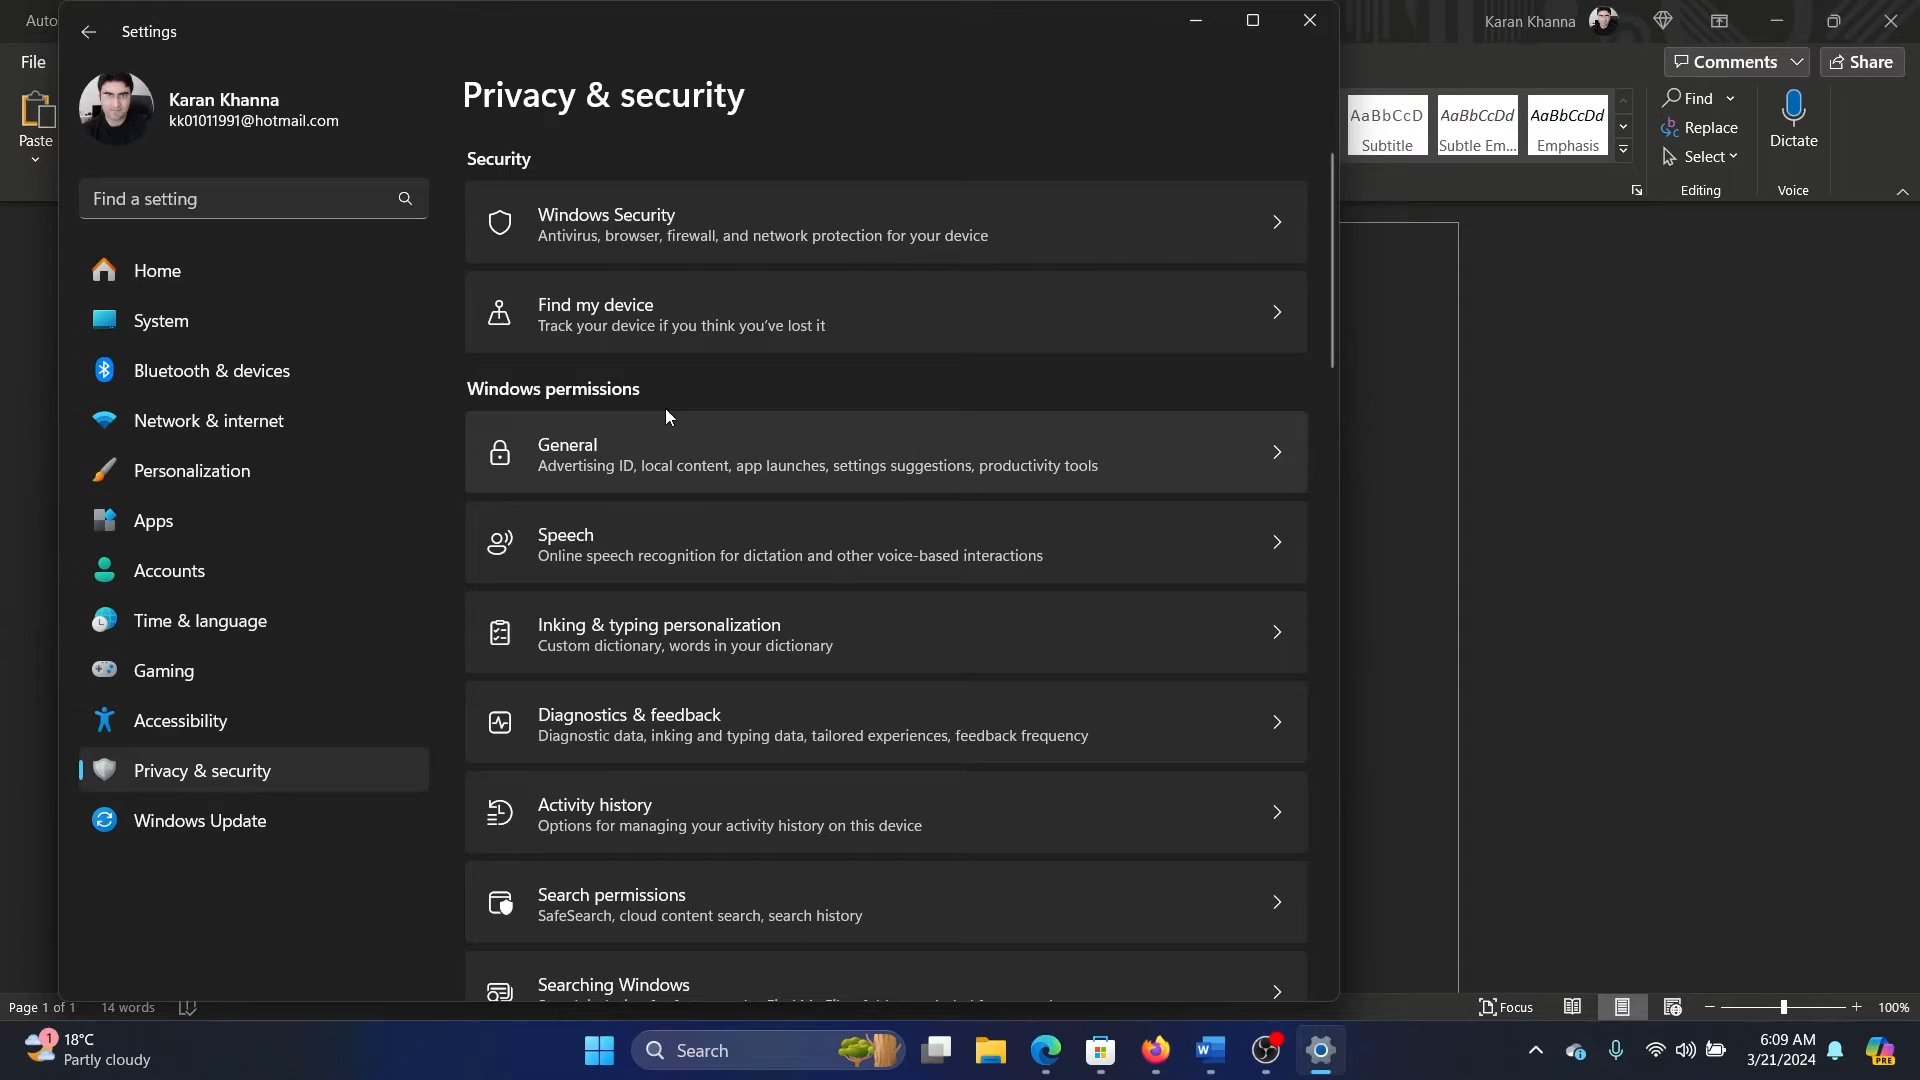 Auto
Settings
Karan Khanna
File
Karan Khanna
kk01011991@hotmail.com
Privacy & security
Comments
Share
Paste
AaBbCcD
Subtitle
AaBbCcDd
Subtle Em...
AaBbCcDd
Emphasis
Find
Replace
Select
Editing
Dictate
Voice
Find a setting
Home
System
Bluetooth & devices
Network & internet
Personalization
Apps
Accounts
Time & language
Gaming
Accessibility
Privacy & security
Windows Update
Security
Windows Security
Antivirus, browser, firewall, and network protection for your device
Find my device
Track your device if you think you've lost it
Windows permissions
General
Advertising ID, local content, app launches, settings suggestions, productivity tools
Speech
Online speech recognition for dictation and other voice-based interactions
Inking & typing personalization
Custom dictionary, words in your dictionary
Diagnostics & feedback
Diagnostic data, inking and typing data, tailored experiences, feedback frequency
Activity history
Options for managing your activity history on this device
Search permissions
SafeSearch, cloud content search, search history
Searching Windows
Page 1 of 1
14 words
Focus
100%
1
18°C
Partly cloudy
Search
6:09 AM
3/21/2024
PRE